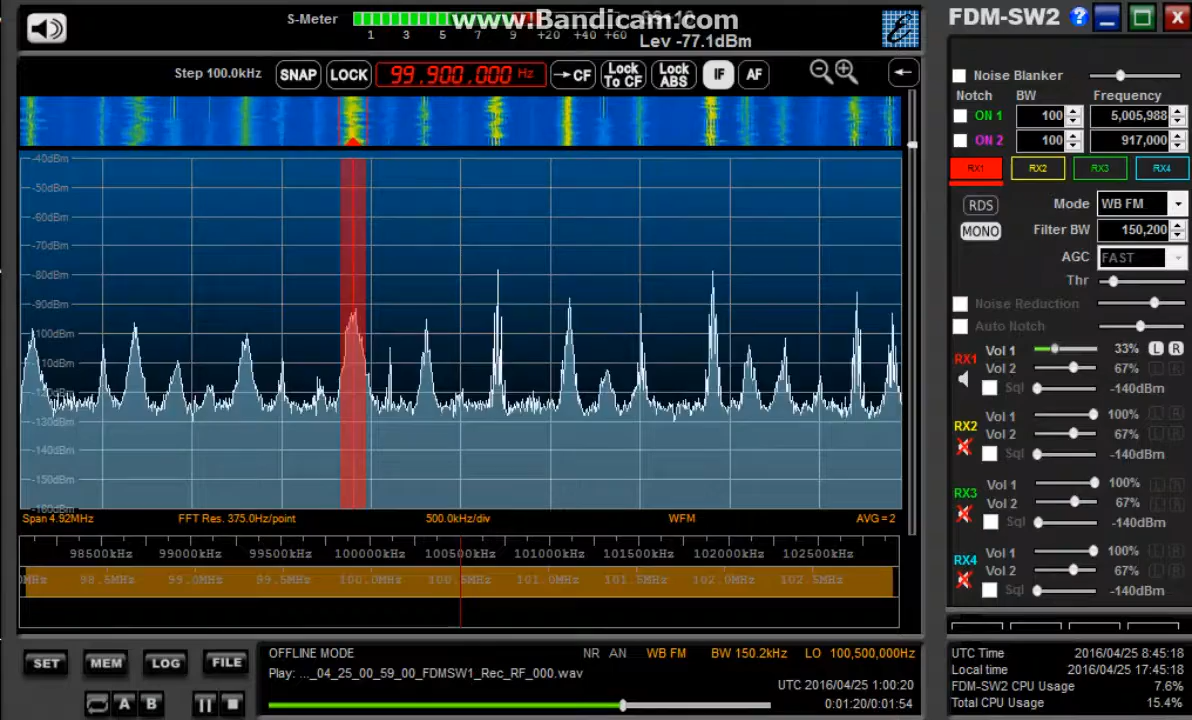 www.Bandicam.com
S-Meter
1 3 5 7 9 +20 +40 +60
Lev -77.1dBm
FDM-SW2
Step 100.0kHz SNAP LOCK 99,900,000 Hz →CF Lock To CF Lock ABS IF AF
-40dBm
-50dBm
-60dBm
-70dBm
-80dBm
-90dBm
-100dBm
-110dBm
-120dBm
-130dBm
-140dBm
-150dBm
-160dBm
Span 4.92MHz FFT Res. 375.0Hz/point 500.0kHz/div WFM AVG=2
98500kHz 99000kHz 99500kHz 100000kHz 100500kHz 101000kHz 101500kHz 102000kHz 102500kHz
MHz 98.5MHz 99.0MHz 99.5MHz 100.0MHz 100.5MHz 101.0MHz 101.5MHz 102.0MHz 102.5MHz
Noise Blanker
Notch BW Frequency
ON 1 100 5,005,988
ON 2 100 917,000
RX1 RX2 RX3 RX4
RDS Mode WB FM
MONO Filter BW 150,200
AGC FAST
Thr
Noise Reduction
Auto Notch
RX1 Vol 1 33% L R
Vol 2 67% L R
Sql -140dBm
RX2 Vol 1 100% L R
Vol 2 67% L R
Sql -140dBm
RX3 Vol 1 100% L R
Vol 2 67% L R
Sql -140dBm
RX4 Vol 1 100% L R
Vol 2 67% L R
Sql -140dBm
SET MEM LOG FILE
A B
OFFLINE MODE NR AN WB FM BW 150.2kHz LO 100,500,000Hz
Play: ..._04_25_00_59_00_FDMSW1_Rec_RF_000.wav
UTC 2016/04/25 1:00:20
0:01:20/0:01:54
UTC Time 2016/04/25 8:45:18
Local time 2016/04/25 17:45:18
FDM-SW2 CPU Usage 7.6%
Total CPU Usage 15.4%